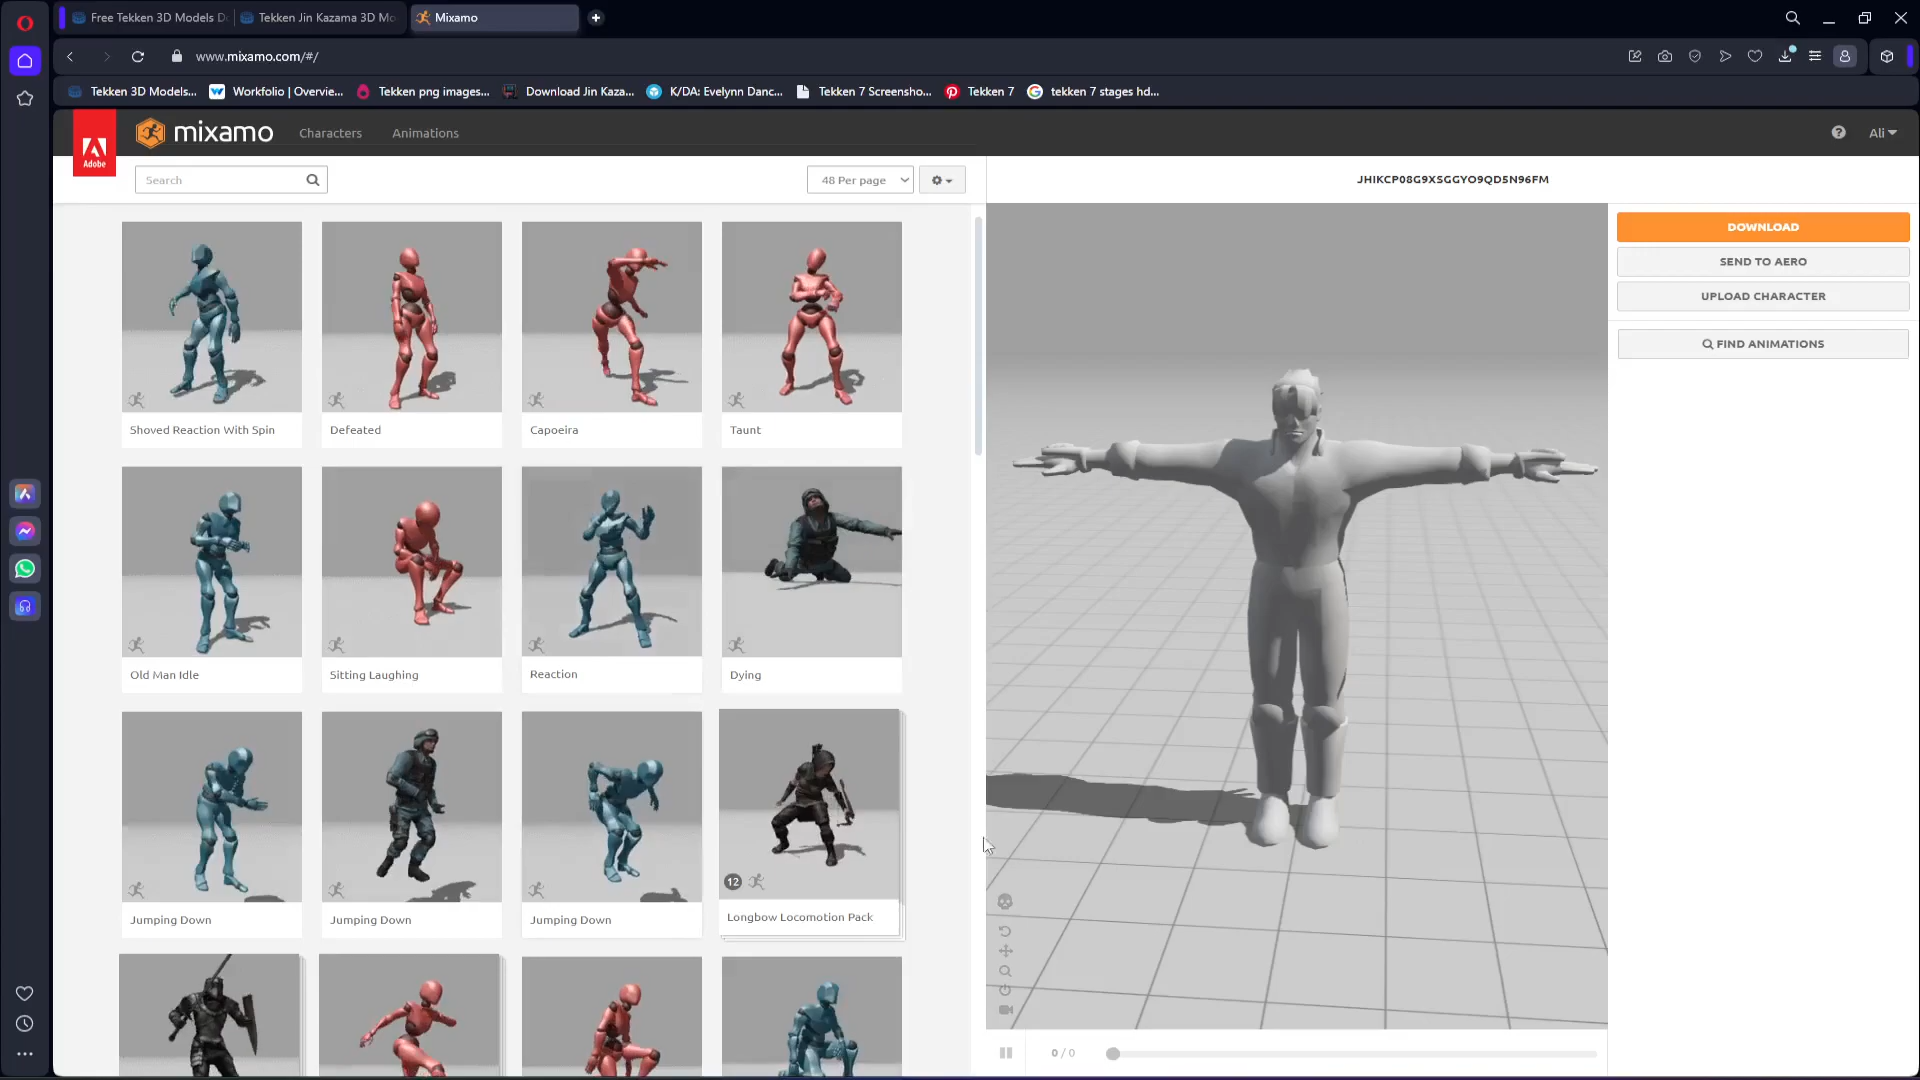 Free Tekken 3D Models D
Tekken Jin Kazama 3D Mo
Mixamo
www.mixamo.com/#/
Tekken 3D Models...
Workfolio | Overvie...
Tekken png images...
Download Jin Kaza...
K/DA: Evelynn Danc...
Tekken 7 Screensho...
Tekken 7
tekken 7 stages hd...
Adobe
mixamo
Characters
Animations
Ali
Search
48 Per page
JHIKCP08G9XSGGYO9QD5N96FM
DOWNLOAD
SEND TO AERO
UPLOAD CHARACTER
FIND ANIMATIONS
Shoved Reaction With Spin
Defeated
Capoeira
Taunt
Old Man Idle
Sitting Laughing
Reaction
Dying
12
Jumping Down
Jumping Down
Jumping Down
Longbow Locomotion Pack
0 / 0